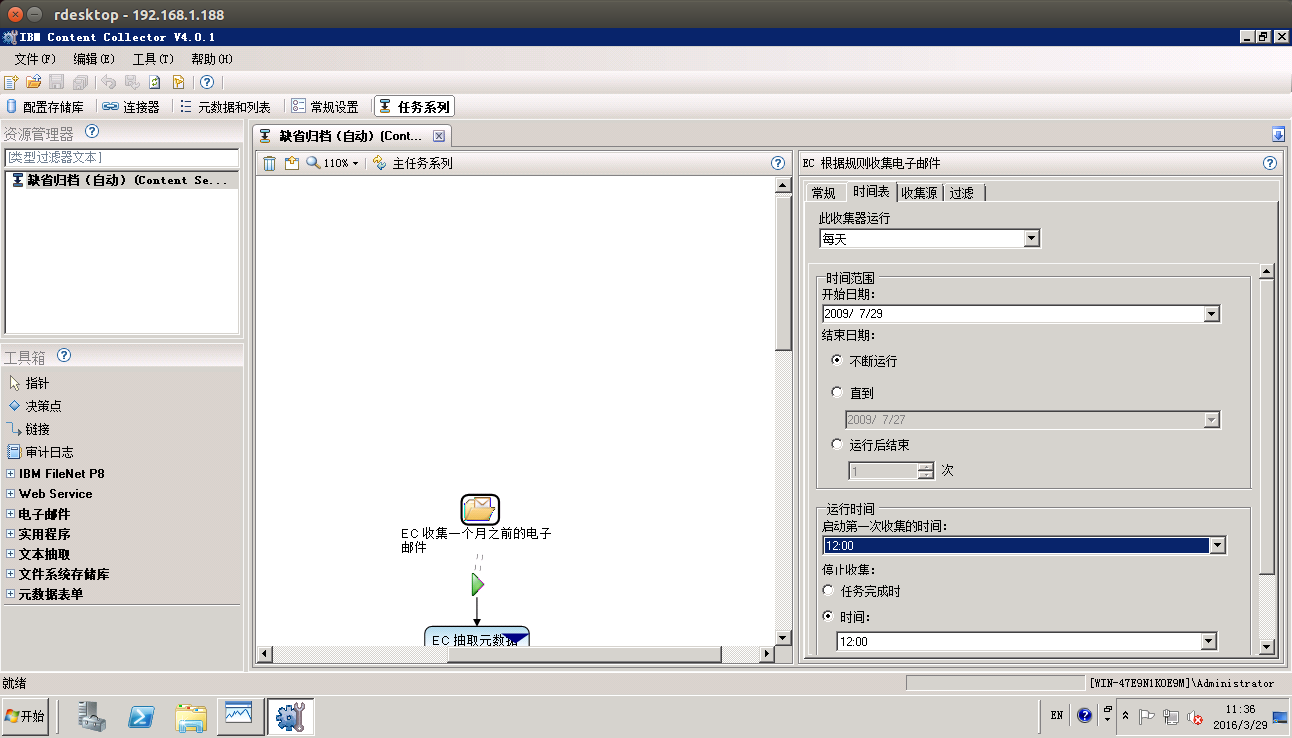 rdesktop - 192.168.1.188
IBM Content Collector V4.0.1
文件(F) 编辑(E) 工具(T) 帮助(H)
配置存储库 连接器 元数据和列表 常规设置 任务系列
资源管理器
[类型过滤器文本]
缺省归档（自动）(Content Se...
工具箱
指针
决策点
链接
审计日志
IBM FileNet P8
Web Service
电子邮件
实用程序
文本抽取
文件系统存储库
元数据表单
缺省归档（自动）(Cont...
110% 主任务系列
EC 收集一个月之前的电子
邮件
EC 抽取元数据
EC 根据规则收集电子邮件
常规 时间表 收集源 过滤
此收集器运行
每天
时间范围
开始日期：
2009/ 7/29
结束日期：
不断运行
直到
2009/ 7/27
运行后结束
1 次
运行时间
启动第一次收集的时间：
12:00
停止收集：
任务完成时
时间：
12:00
就绪
[WIN-47E9N1KOE9M]\Administrator
开始
EN
11:36
2016/3/29